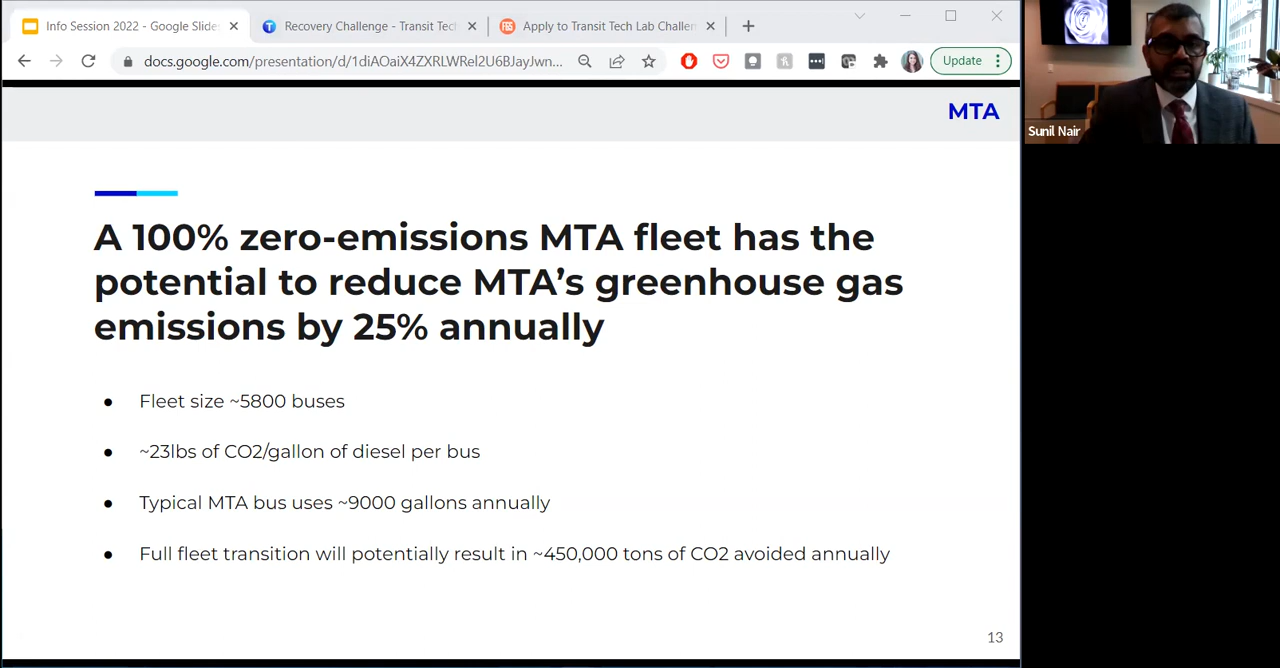 Info Session 2022 - Google Slide
Recovery Challenge - Transit Tec
Apply to Transit Tech Lab Challen
docs.google.com/presentation/d/1diAOaiX4ZXRLWRel2U6BJayJwn...
Update
MTA
Sunil Nair
A 100% zero-emissions MTA fleet has the
potential to reduce MTA’s greenhouse gas
emissions by 25% annually
● Fleet size ~5800 buses
● ~23lbs of CO2/gallon of diesel per bus
● Typical MTA bus uses ~9000 gallons annually
● Full fleet transition will potentially result in ~450,000 tons of CO2 avoided annually
13